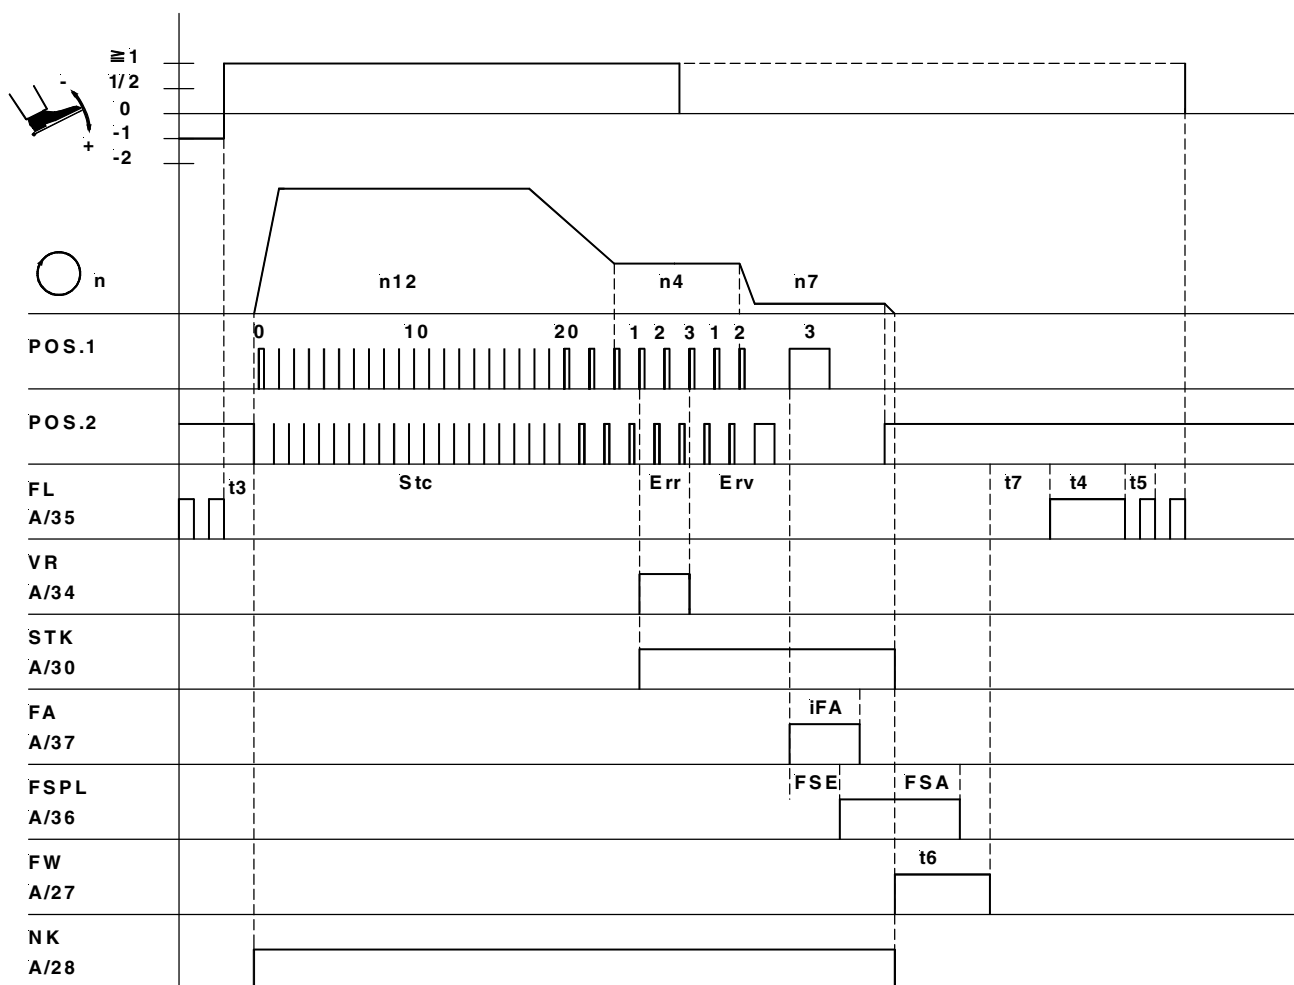 ≧1
1/2
0
-1
-2
-
+
n
n12
n4
n7
POS.1
0 10 20 1 2 3 1 2 3
POS.2
FL
A/35
t3 Stc Err Erv t7 t4 t5
VR
A/34
STK
A/30
FA
A/37
iFA
FSPL
A/36
FSE FSA
FW
A/27
t6
NK
A/28